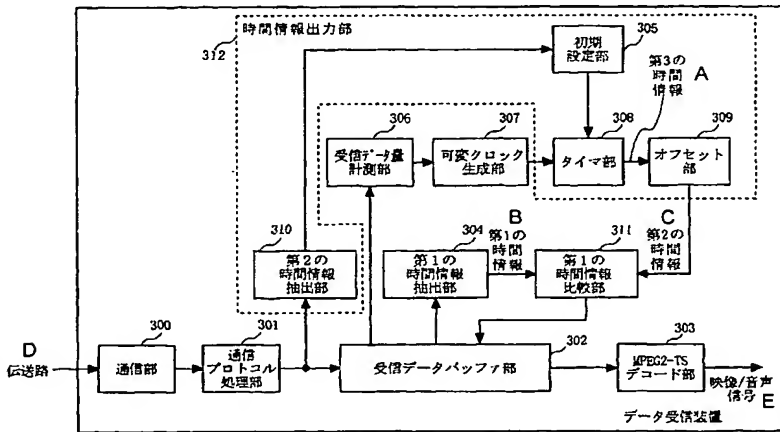 312
時間情報出力部
305
初期
設定部
第3の
時間
情報
A
306
受信データ量
計測部
307
可変クロック
生成部
308
タイマ部
309
オフセット
部
310
第2の
時間情報
抽出部
304
第1の
時間情報
抽出部
B
第1の
時間
情報
311
第1の
時間情報
比較部
C
第2の
時間
情報
D
伝送路
300
通信部
301
通信
プロトコル
処理部
302
受信データバッファ部
303
MPEG2-TS
デコード部
映像/音声
信号
E
データ受信装置